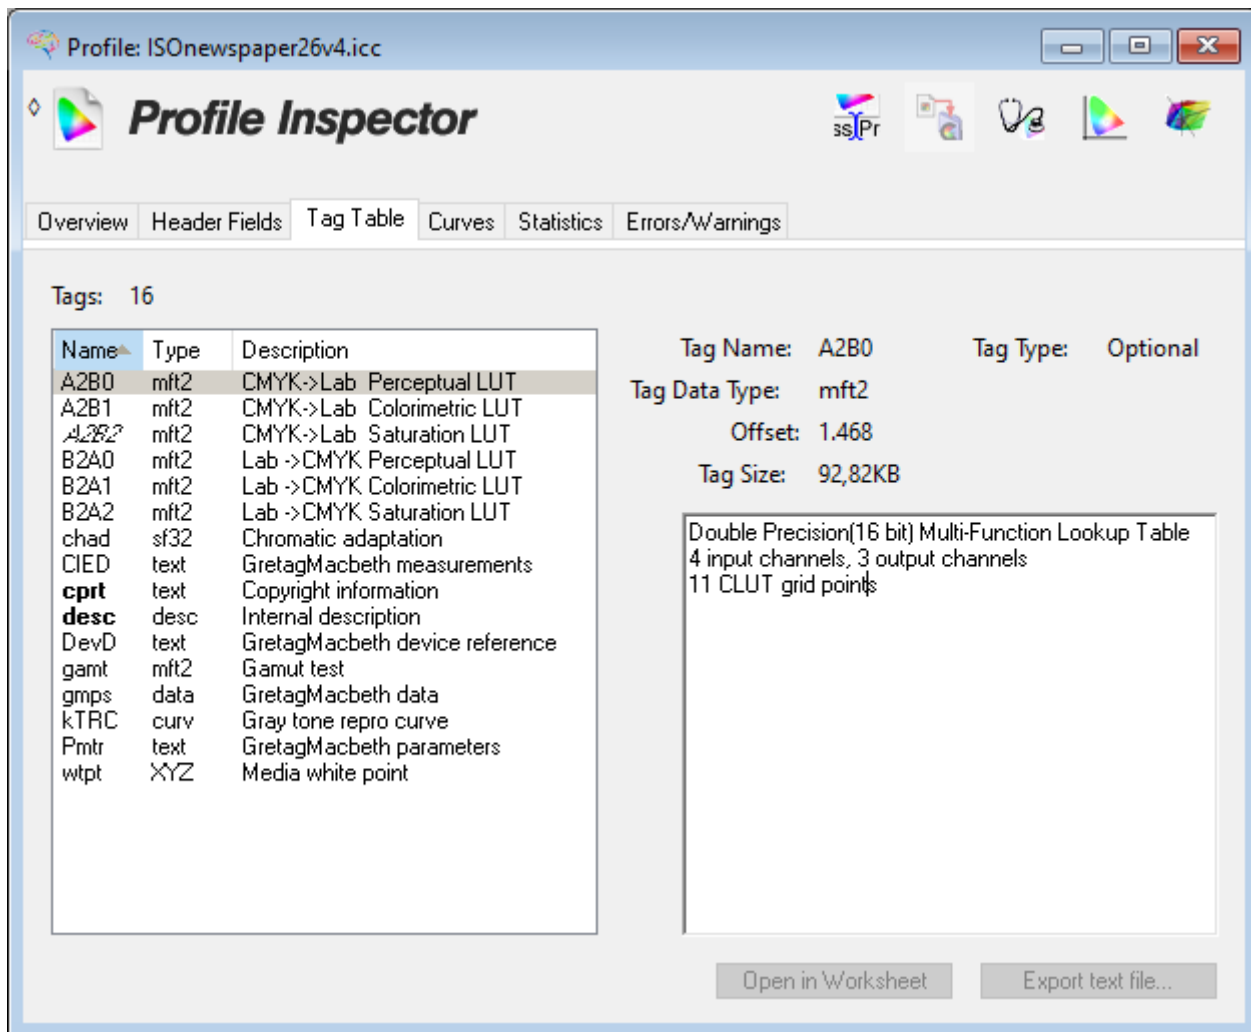 Profile: ISOnewspaper26v4.icc
Profile Inspector
ss Pr
Overview Header Fields Tag Table Curves Statistics Errors/Warnings
Tags: 16
Name Type Description
A2B0 mft2 CMYK->Lab Perceptual LUT
A2B1 mft2 CMYK->Lab Colorimetric LUT
A2B2 mft2 CMYK->Lab Saturation LUT
B2A0 mft2 Lab ->CMYK Perceptual LUT
B2A1 mft2 Lab ->CMYK Colorimetric LUT
B2A2 mft2 Lab ->CMYK Saturation LUT
chad sf32 Chromatic adaptation
CIED text GretagMacbeth measurements
cprt text Copyright information
desc desc Internal description
DevD text GretagMacbeth device reference
gamt mft2 Gamut test
gmps data GretagMacbeth data
kTRC curv Gray tone repro curve
Pmtr text GretagMacbeth parameters
wtpt XYZ Media white point
Tag Name: A2B0 Tag Type: Optional
Tag Data Type: mft2
Offset: 1.468
Tag Size: 92,82KB
Double Precision(16 bit) Multi-Function Lookup Table
4 input channels, 3 output channels
11 CLUT grid points
Open in Worksheet Export text file...